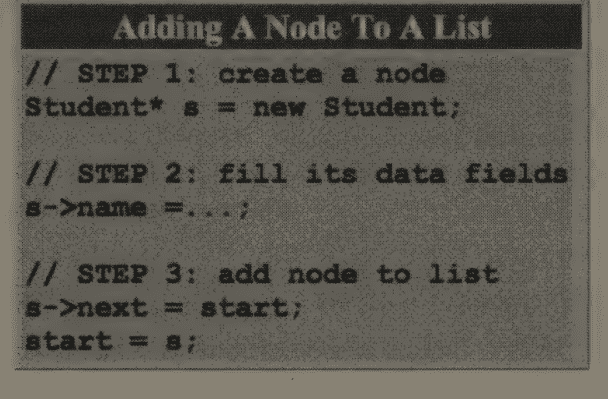 Adding A Node To A List
// STEP 1: create a node
Student* s = new Student;
// STEP 2: fill its data fields
s->name =...;
// STEP 3: add node to list
s->next = start;
start = s;